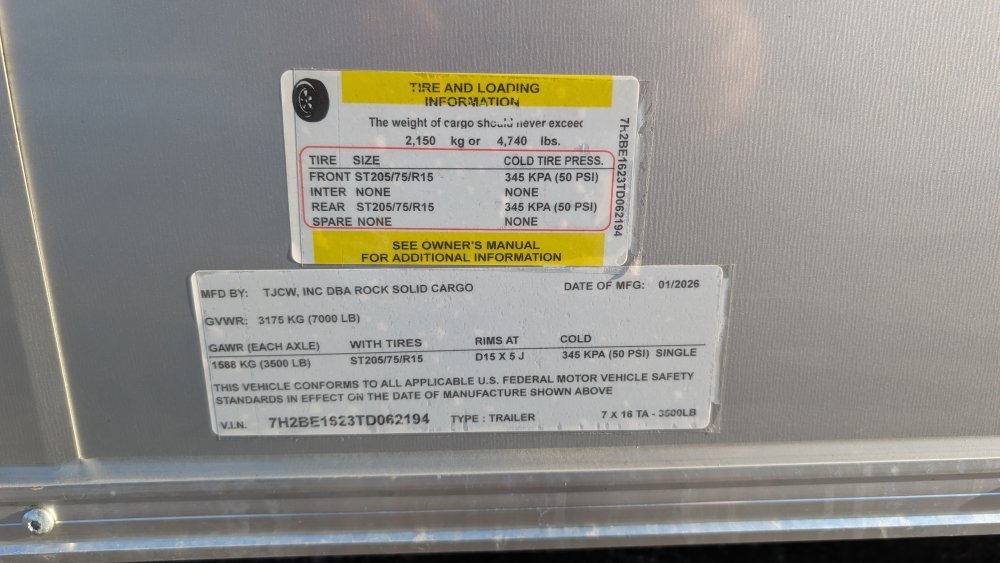 TIRE AND LOADING
INFORMATION
The weight of cargo should never exceed
2,150 kg or 4,740 lbs.
TIRE SIZE COLD TIRE PRESS.
FRONT ST205/75/R15 345 KPA (50 PSI)
INTER NONE NONE
REAR ST205/75/R15 345 KPA (50 PSI)
SPARE NONE NONE
SEE OWNER'S MANUAL
FOR ADDITIONAL INFORMATION
7H2BE1623TD062194
MFD BY: TJCW, INC DBA ROCK SOLID CARGO DATE OF MFG: 01/2026
GVWR: 3175 KG (7000 LB)
GAWR (EACH AXLE) WITH TIRES RIMS AT COLD
1588 KG (3500 LB) ST205/75/R15 D15 X 5 J 345 KPA (50 PSI) SINGLE
THIS VEHICLE CONFORMS TO ALL APPLICABLE U.S. FEDERAL MOTOR VEHICLE SAFETY
STANDARDS IN EFFECT ON THE DATE OF MANUFACTURE SHOWN ABOVE
V.I.N. 7H2BE1623TD062194 TYPE : TRAILER 7 X 16 TA - 3500LB